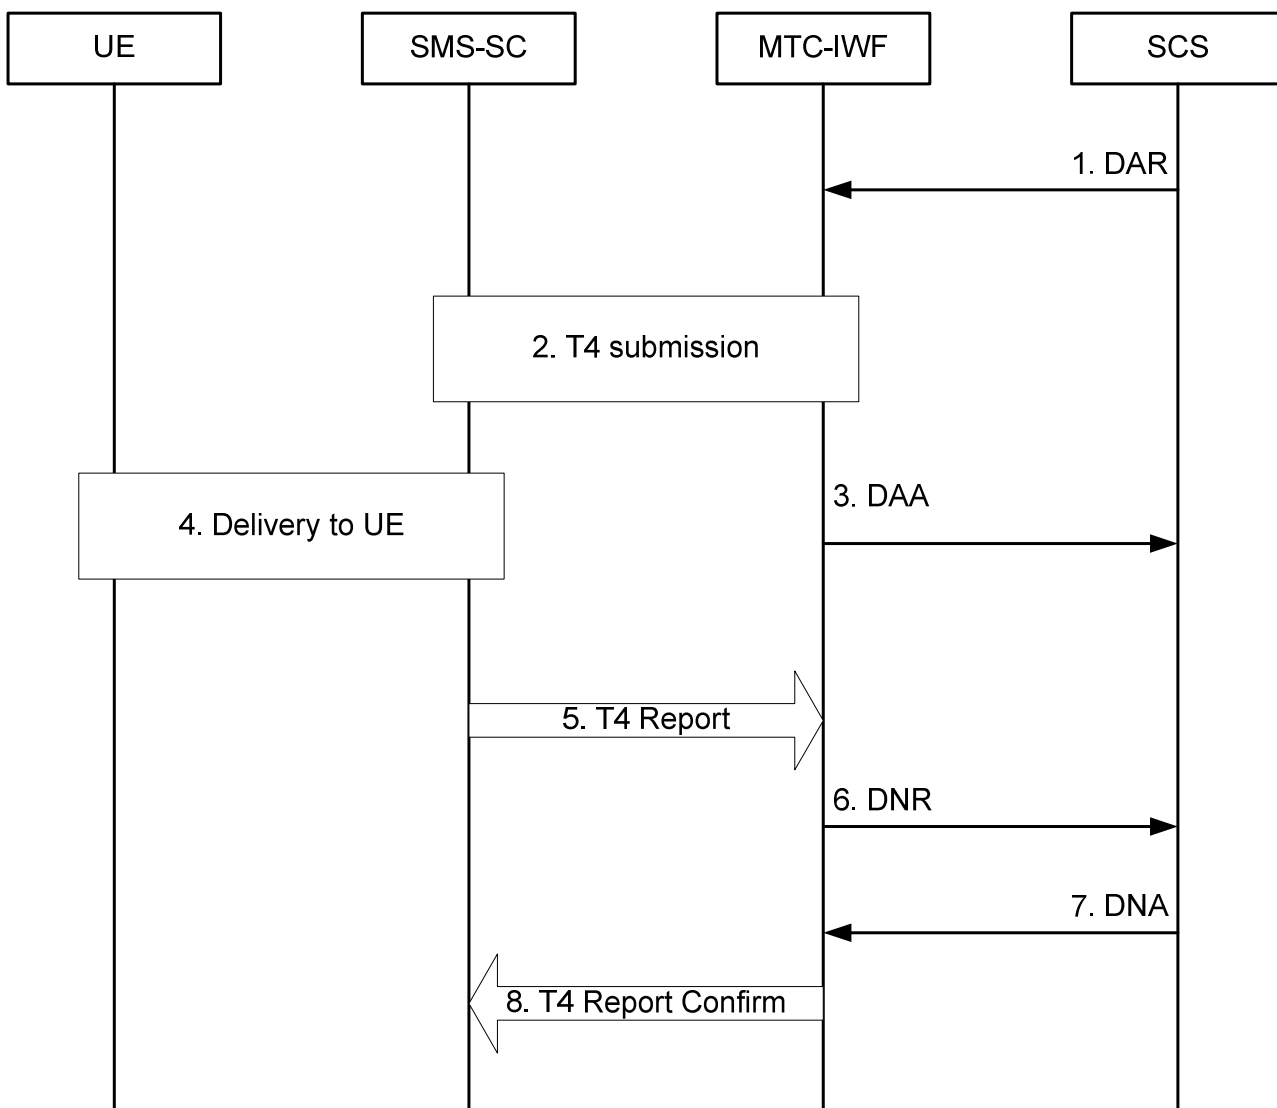 UE
SMS-SC
MTC-IWF
SCS
1. DAR
2. T4 submission
3. DAA
4. Delivery to UE
5. T4 Report
6. DNR
7. DNA
8. T4 Report Confirm